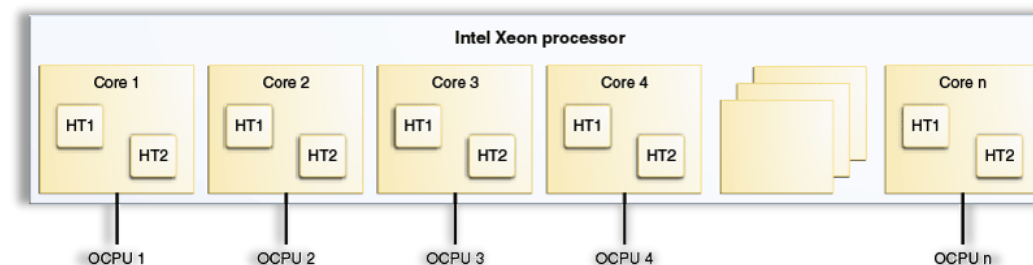 Intel Xeon processor
Core 1 Core 2 Core 3 Core 4 Core n
HT1 HT1 HT1 HT1 HT1
HT2 HT2 HT2 HT2 HT2
OCPU 1 OCPU 2 OCPU 3 OCPU 4 OCPU n